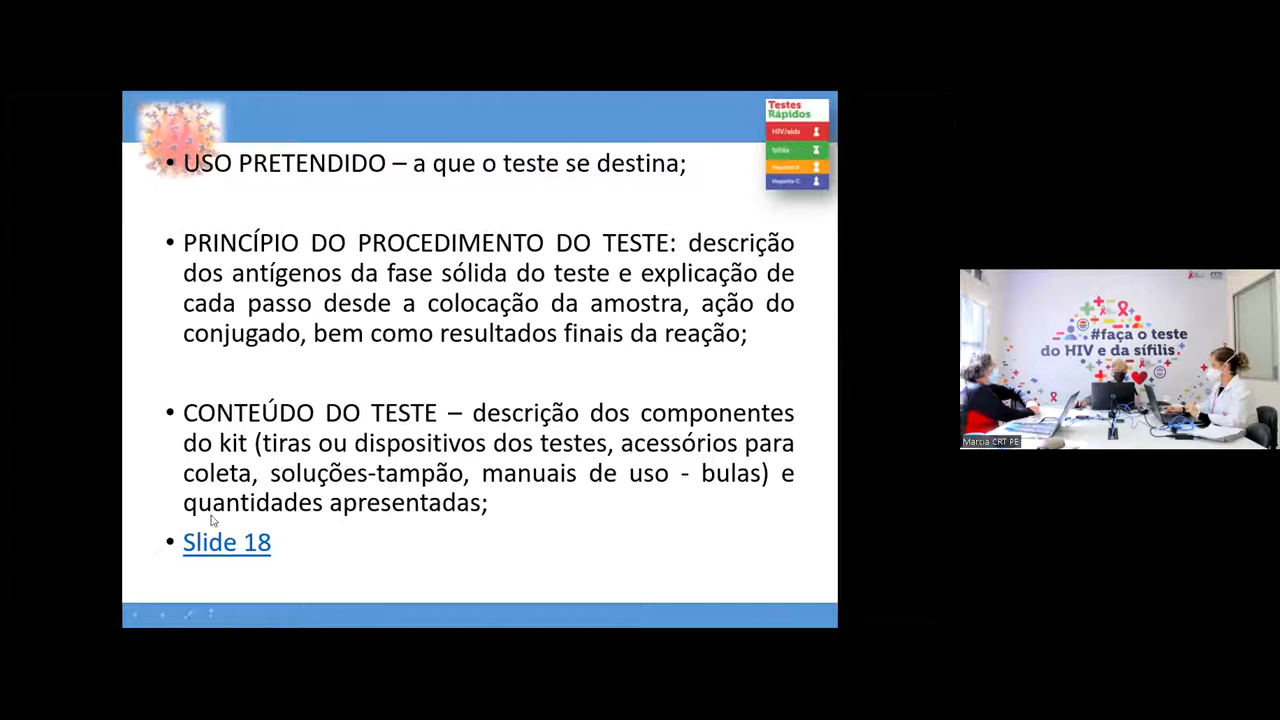 Testes
Rápidos
HIV/aids
Sífilis
Hepatite B
Hepatite C
• USO PRETENDIDO – a que o teste se destina;
• PRINCÍPIO DO PROCEDIMENTO DO TESTE: descrição
dos antígenos da fase sólida do teste e explicação de
cada passo desde a colocação da amostra, ação do
conjugado, bem como resultados finais da reação;
• CONTEÚDO DO TESTE – descrição dos componentes
do kit (tiras ou dispositivos dos testes, acessórios para
coleta, soluções-tampão, manuais de uso - bulas) e
quantidades apresentadas;
• Slide 18
#faça o teste
do HIV e da sífilis.
Marcia CRT PE